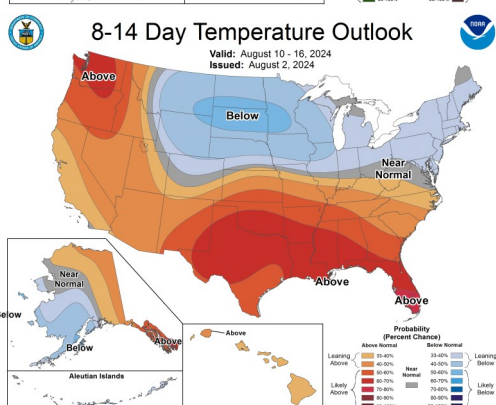 NOAA
8-14 Day Temperature Outlook
Valid: August 10 - 16, 2024
Issued: August 2, 2024
Above
Below
Near
Normal
Above
Above
Near
Normal
Below
Below
Above
Aleutian Islands
Above
Probability
(Percent Chance)
Above Normal
Below Normal
Leaning
Above
33-40%
40-50%
50-60%
60-70%
70-80%
80-90%
Likely
Above
Near
Normal
33-40%
40-50%
50-60%
60-70%
70-80%
80-90%
Leaning
Below
Likely
Below